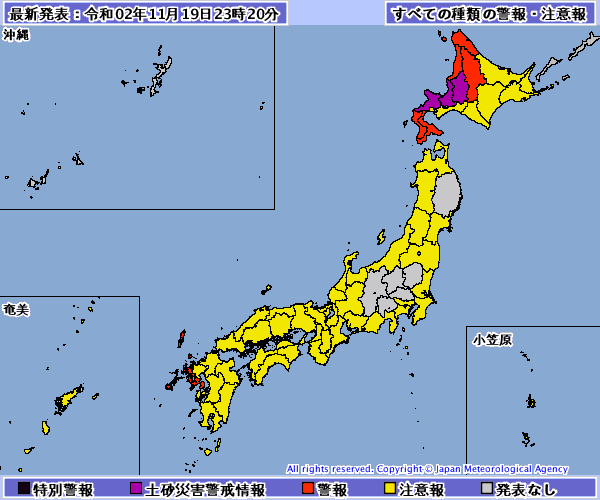 最新発表：令和02年11月19日23時20分
すべての種類の警報・注意報
沖縄
奄美
小笠原
All rights reserved. Copyright © Japan Meteorological Agency
特別警報 土砂災害警戒情報 警報 注意報 発表なし